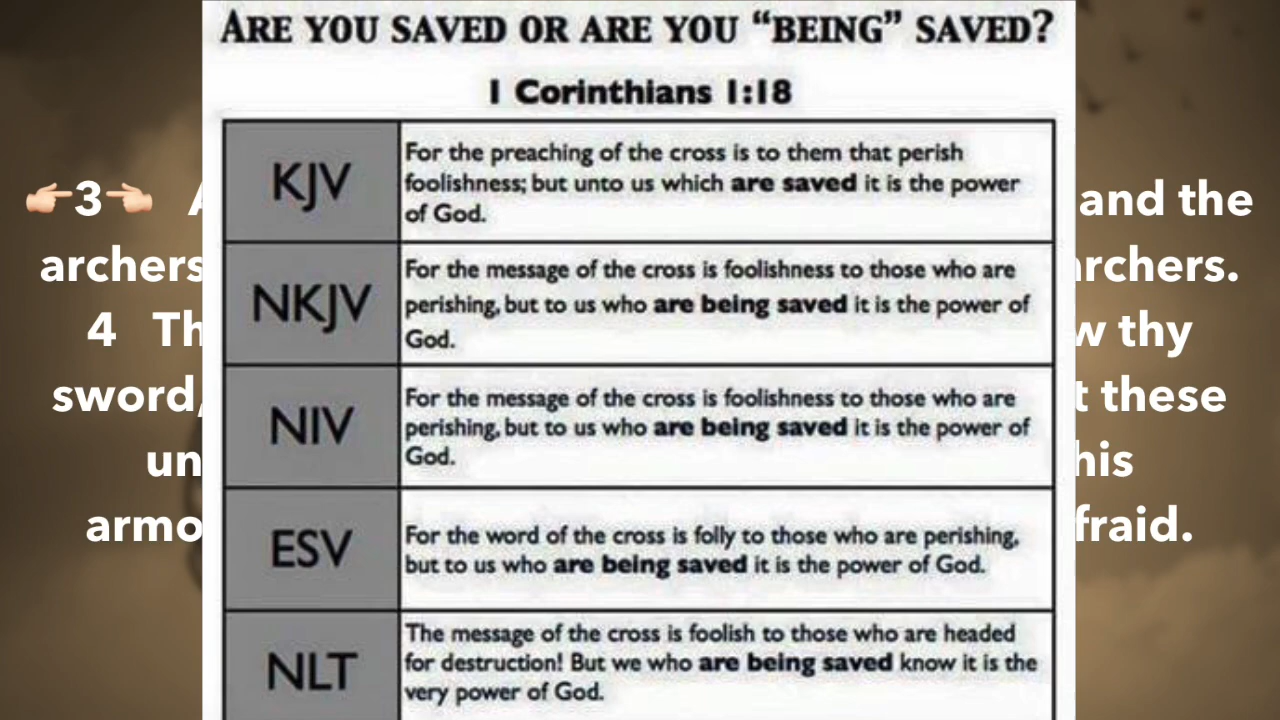 ARE YOU SAVED OR ARE YOU “BEING” SAVED?
1 Corinthians 1:18
KJV
For the preaching of the cross is to them that perish
foolishness; but unto us which are saved it is the power
of God.
NKJV
For the message of the cross is foolishness to those who are
perishing, but to us who are being saved it is the power of
God.
NIV
For the message of the cross is foolishness to those who are
perishing, but to us who are being saved it is the power of
God.
ESV
For the word of the cross is folly to those who are perishing,
but to us who are being saved it is the power of God.
NLT
The message of the cross is foolish to those who are headed
for destruction! But we who are being saved know it is the
very power of God.
👉🏻3👈🏻 and the
archers
4 thy
sword, these